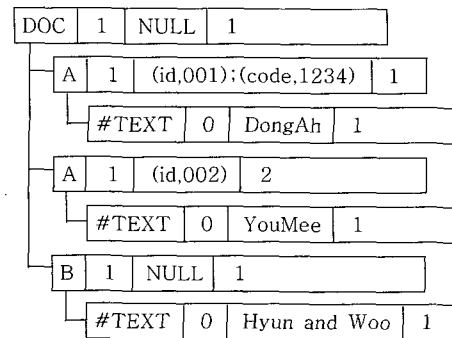 DOC 1 NULL 1
A 1 (id,001);(code,1234) 1
#TEXT 0 DongAh 1
A 1 (id,002) 2
#TEXT 0 YouMee 1
B 1 NULL 1
#TEXT 0 Hyun and Woo 1